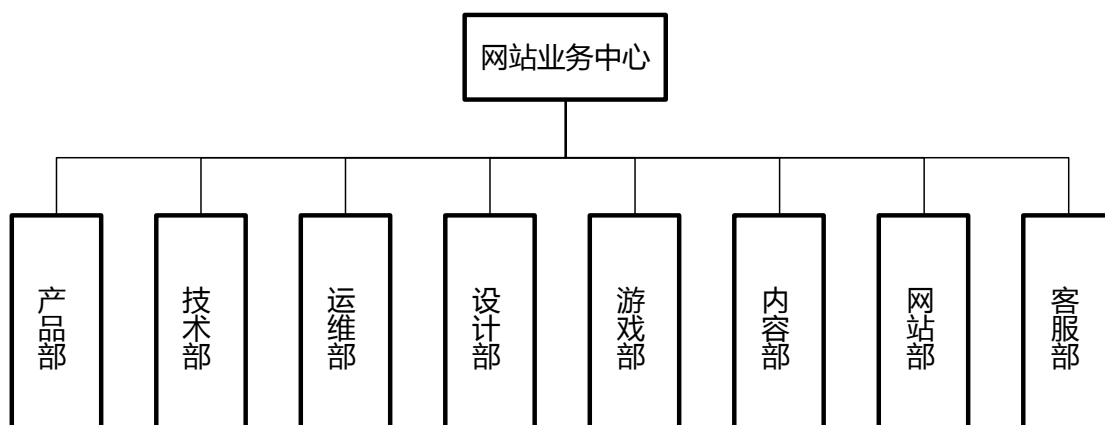 网站业务中心
产品部
技术部
运维部
设计部
游戏部
内容部
网站部
客服部